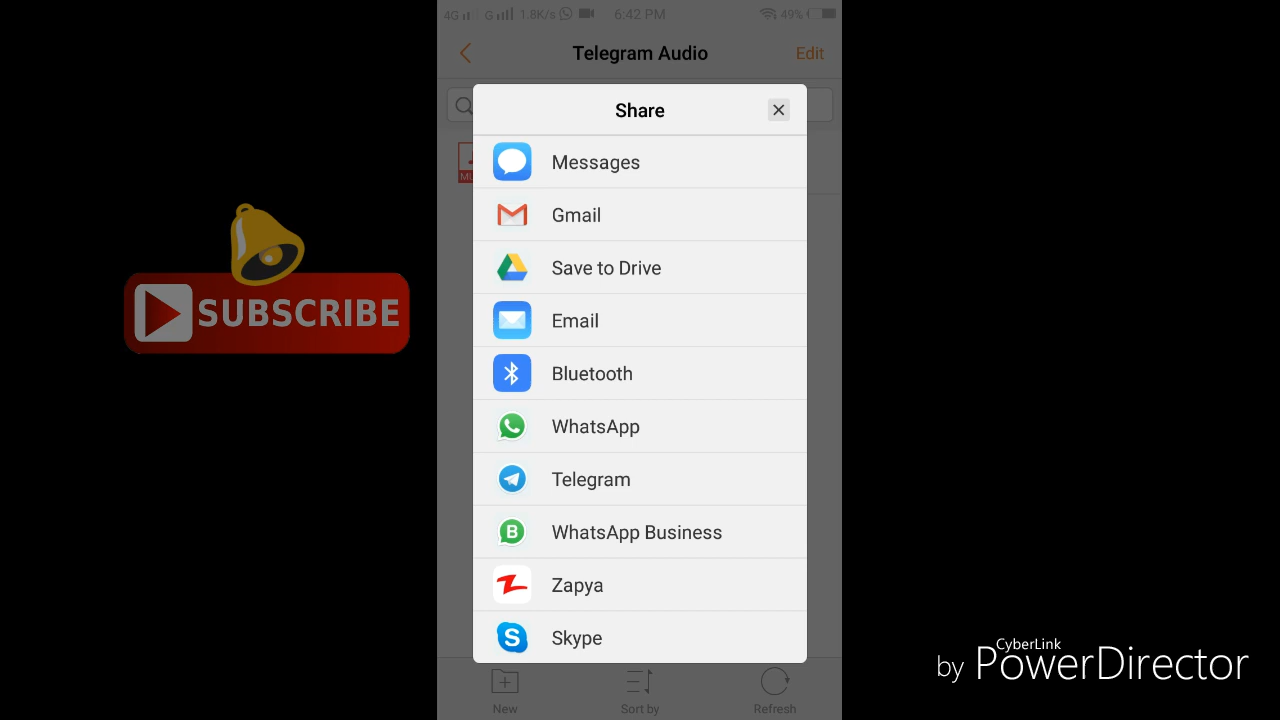 4G G 1.8K/s 6:42 PM 49%
Telegram Audio Edit
Share
Messages
Gmail
Save to Drive
Email
Bluetooth
WhatsApp
Telegram
B WhatsApp Business
Zapya
S Skype
New Sort by Refresh
SUBSCRIBE
CyberLink
by PowerDirector